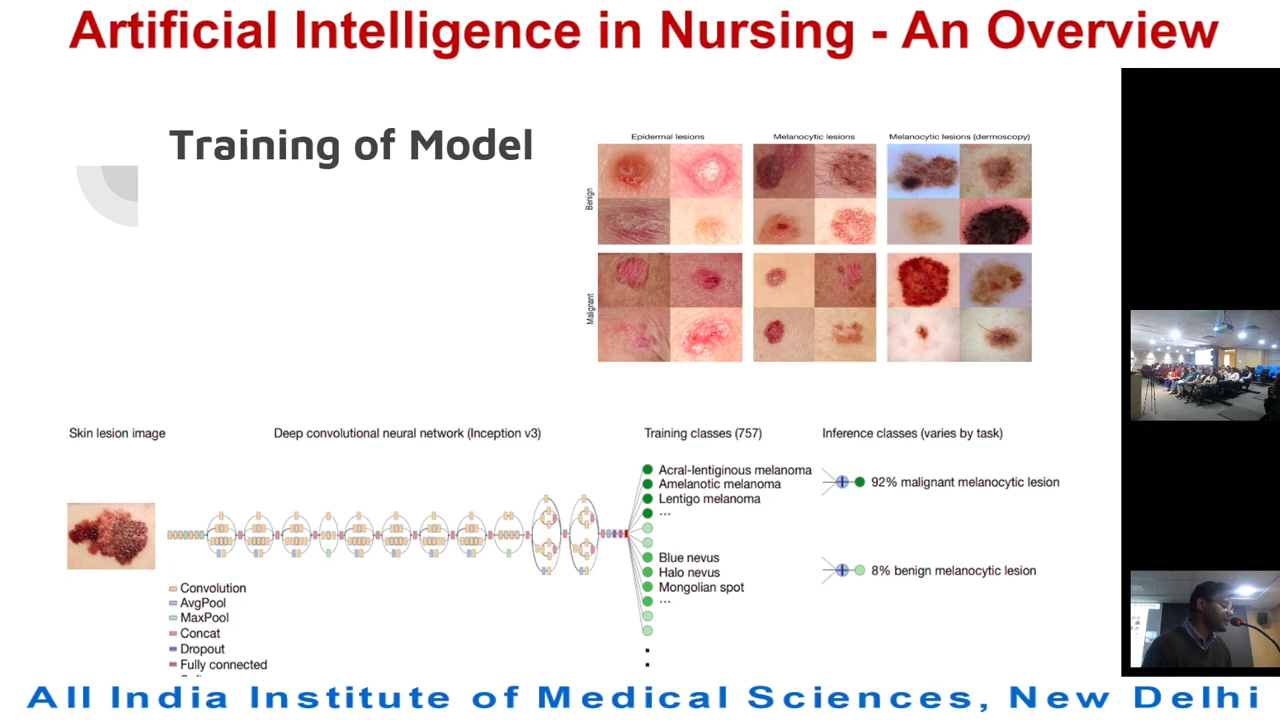 Artificial Intelligence in Nursing - An Overview
Training of Model
Epidermal lesions
Melanocytic lesions
Melanocytic lesions (dermoscopy)
Benign
Malignant
Skin lesion image
Deep convolutional neural network (Inception v3)
Training classes (757)
Inference classes (varies by task)
Acral-lentiginous melanoma
Amelanotic melanoma
Lentigo melanoma
...
Blue nevus
Halo nevus
Mongolian spot
...
92% malignant melanocytic lesion
8% benign melanocytic lesion
Convolution
AvgPool
MaxPool
Concat
Dropout
Fully connected
All India Institute of Medical Sciences, New Delhi